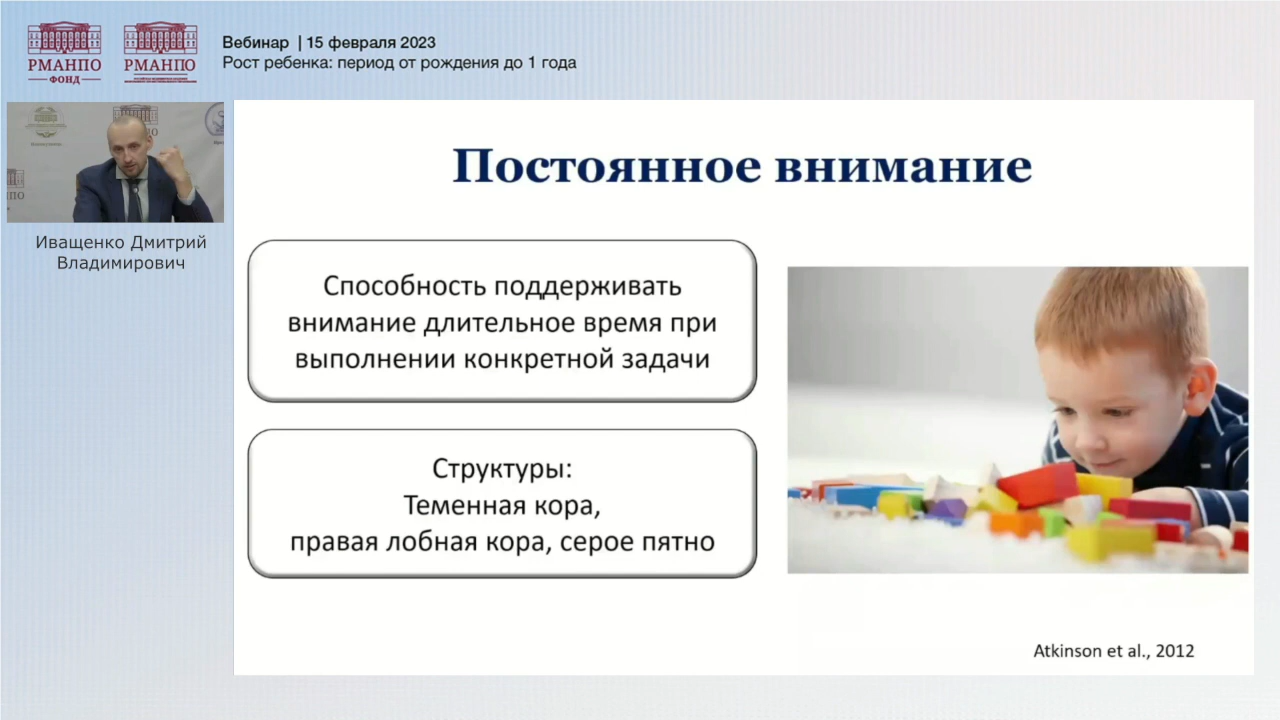 РМАНПО
ФОНД
РМАНПО
Вебинар | 15 февраля 2023
Рост ребенка: период от рождения до 1 года
Иващенко Дмитрий
Владимирович
Постоянное внимание
Способность поддерживать
внимание длительное время при
выполнении конкретной задачи
Структуры:
Теменная кора,
правая лобная кора, серое пятно
Atkinson et al., 2012